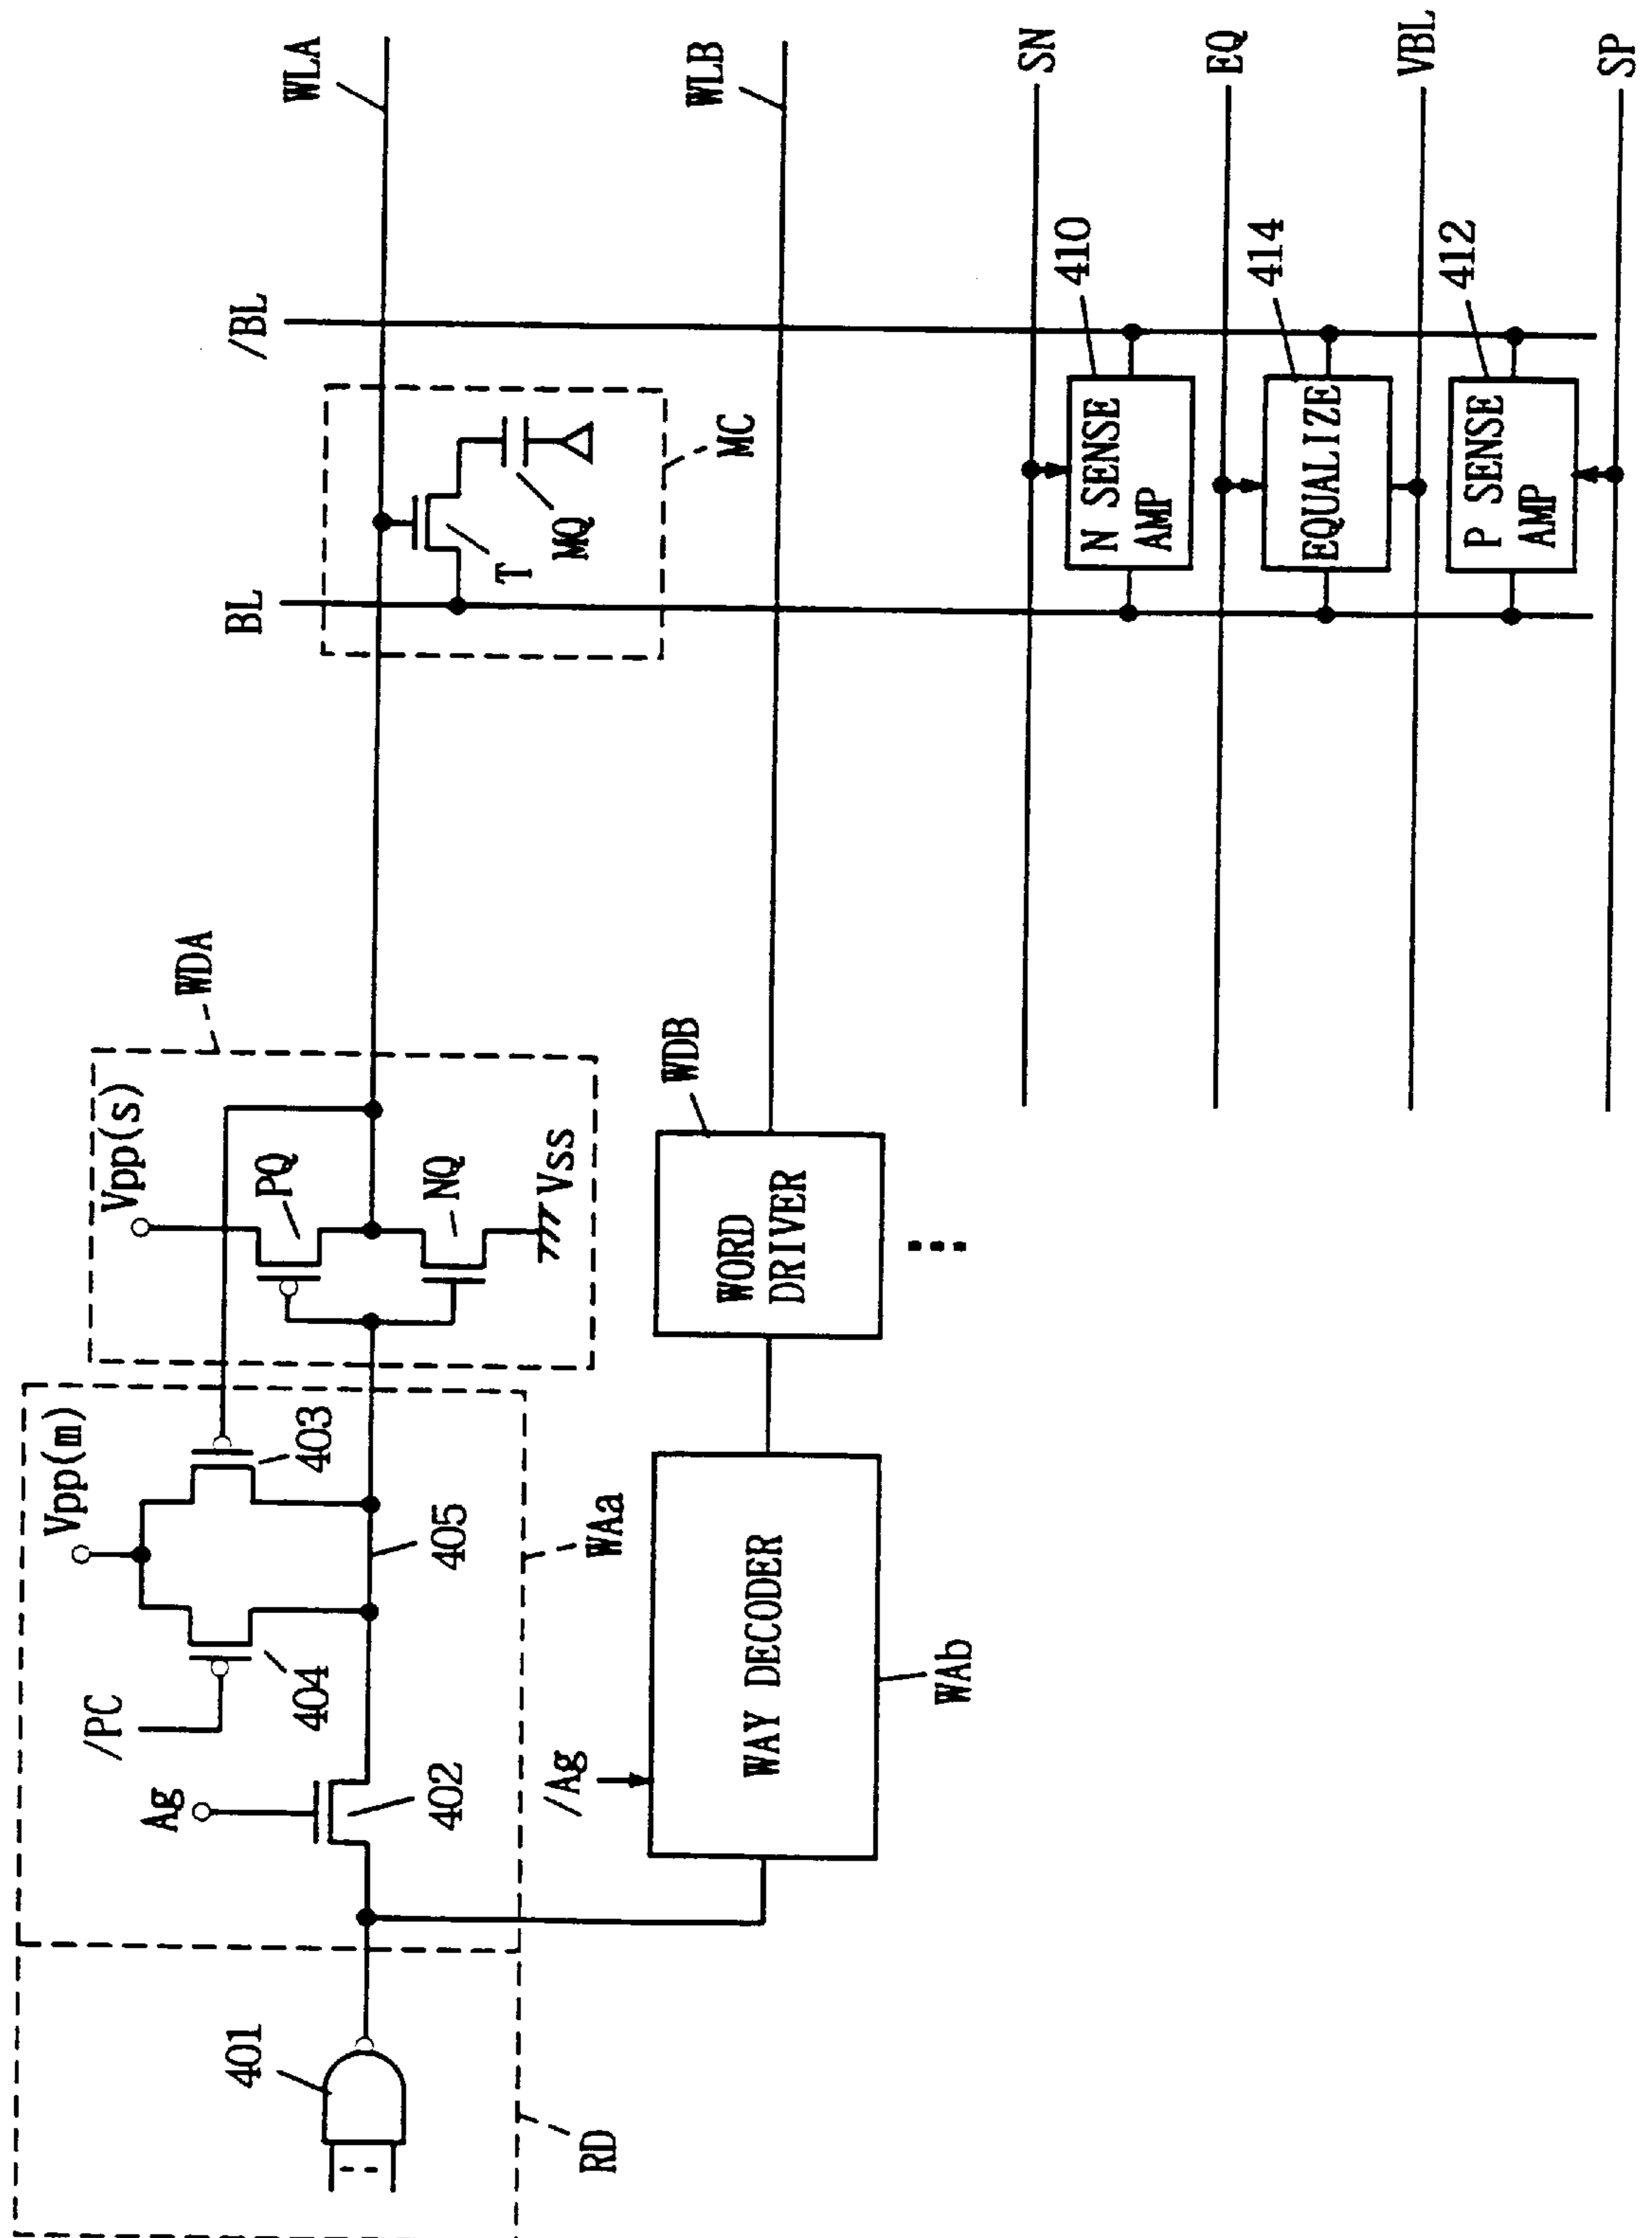 WLA
WLB
SN
EQ
VBL
SP
/BL
BL
410
414
412
N SENSE
AMP
EQUALIZE
P SENSE
AMP
MC
MQ
T
WDA
Vpp(s)
PQ
NQ
Vss
WDB
WORD
DRIVER
Vpp(m)
403
405
WAa
404
/PC
Ag
402
/Ag
WAY DECODER
WAb
401
RD